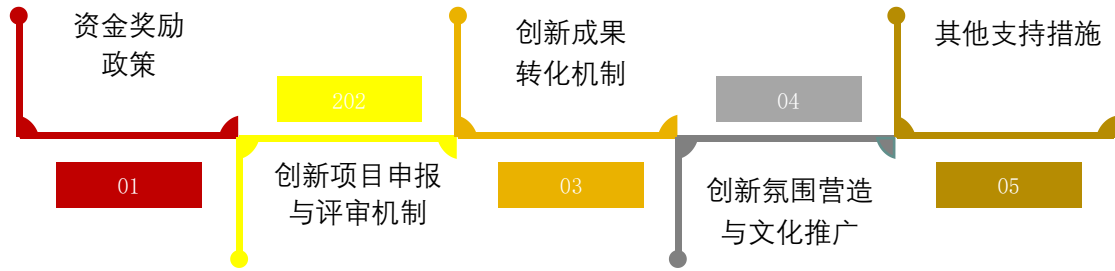 资金奖励
政策
01
202
创新项目申报
与评审机制
创新成果
转化机制
03
04
创新氛围营造
与文化推广
其他支持措施
05